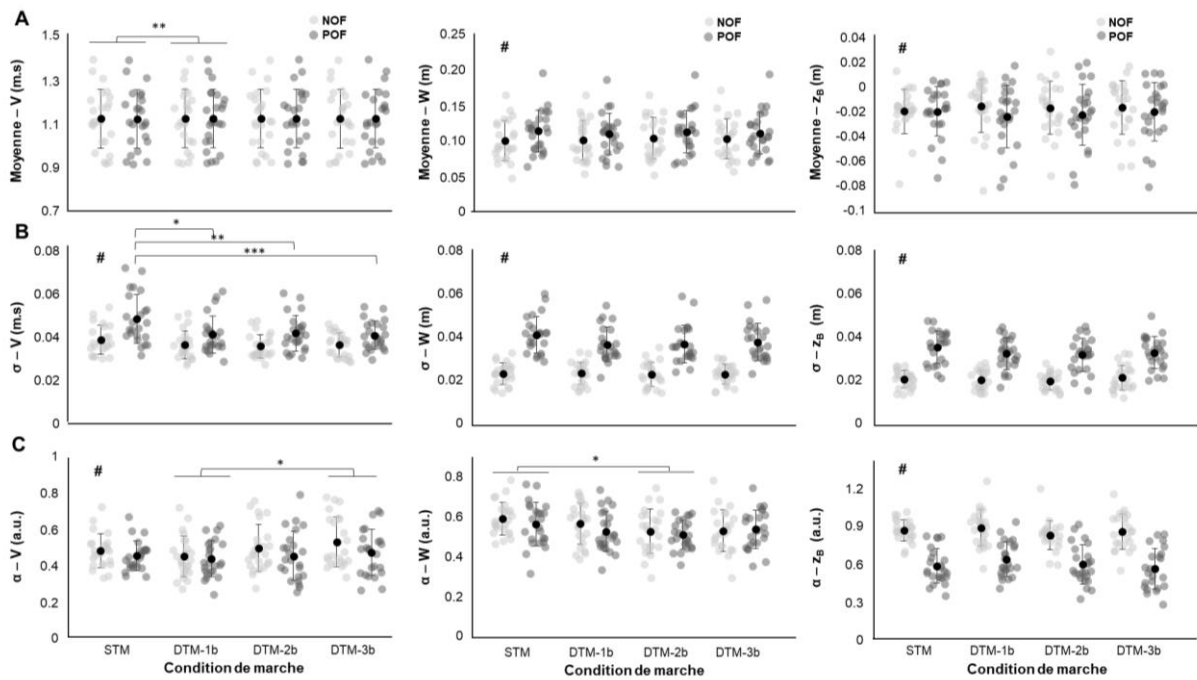 A
NOF
POF
Moyenne – V (m.s)
1.5
1.3
1.1
0.9
0.7
**
NOF
POF
Moyenne – W (m)
0.25
0.20
0.15
0.10
0.05
0
#
NOF
POF
Moyenne – zB (m)
0.04
0.02
0
-0.02
-0.04
-0.06
-0.08
-0.1
#
B
σ – V (m.s)
0.08
0.06
0.04
0.02
0
#
*
**
***
σ – W (m)
0.08
0.06
0.04
0.02
0
#
σ – zB (m)
0.08
0.06
0.04
0.02
0
#
C
α – V (a.u.)
1
0.8
0.6
0.4
0.2
0
#
*
STM DTM-1b DTM-2b DTM-3b
Condition de marche
α – W (a.u.)
0.8
0.6
0.4
0.2
0
*
STM DTM-1b DTM-2b DTM-3b
Condition de marche
α – zB (a.u.)
1.2
0.9
0.6
0.3
0
#
STM DTM-1b DTM-2b DTM-3b
Condition de marche